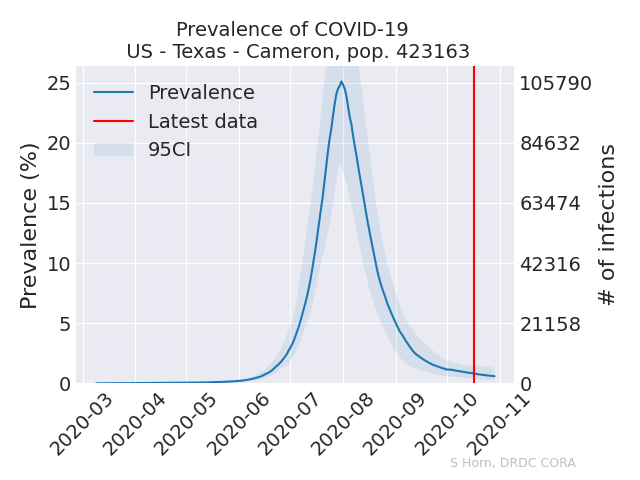 Prevalence of COVID-19
US - Texas - Cameron, pop. 423163
Prevalence
Latest data
95CI
Prevalence (%)
25
20
15
10
5
0
105790
84632
63474
42316
21158
0
# of infections
2020-03
2020-04
2020-05
2020-06
2020-07
2020-08
2020-09
2020-10
2020-11
S Horn, DRDC CORA